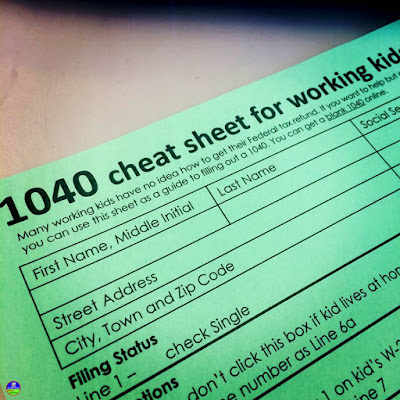 1040 cheat sheet for working kids
Many working kids have no idea how to get their Federal tax refund. If you want to help but
you can use this sheet as a guide to filling out a 1040. You can get a blank 1040 online.
First Name, Middle Initial
Last Name
Social Se
Street Address
City, Town and Zip Code
Filing Status
Line 1 – check Single
ptions
don't click this box if kid lives at hom
e number as Line 6a
1 on kid's W-2
Line 7